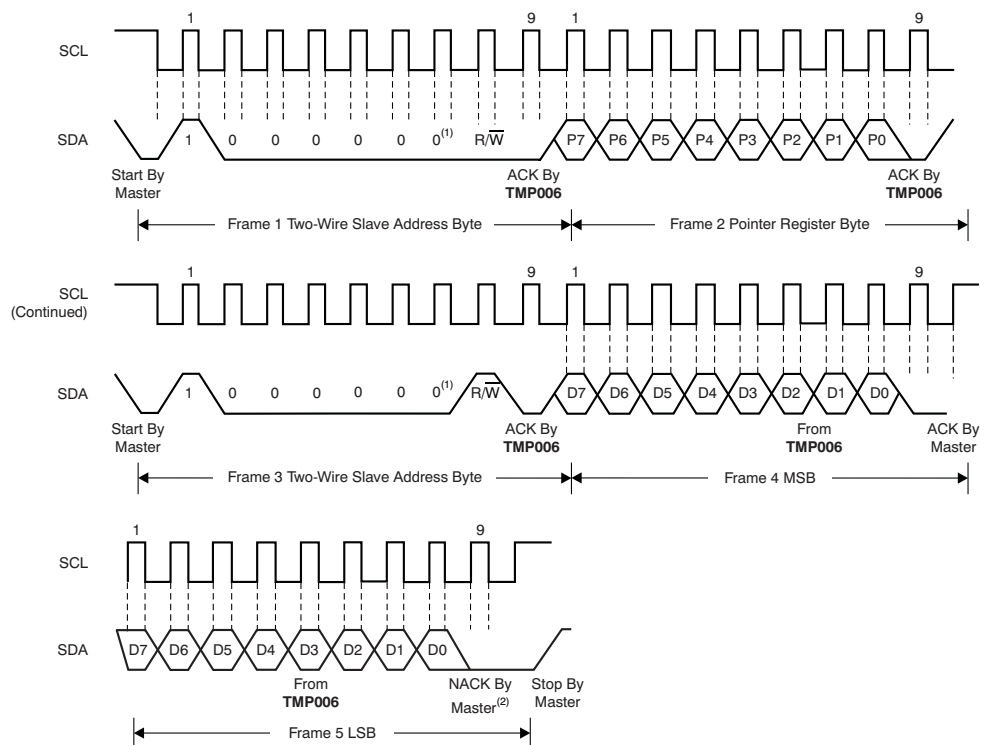 1 9 1 9
SCL
SDA 1 0 0 0 0 0 0(1) R/W P7 P6 P5 P4 P3 P2 P1 P0
Start By Master ACK By TMP006 ACK By TMP006
Frame 1 Two-Wire Slave Address Byte Frame 2 Pointer Register Byte
1 9 1 9
SCL
(Continued)
SDA 1 0 0 0 0 0(1) R/W D7 D6 D5 D4 D3 D2 D1 D0
Start By Master ACK By TMP006 From TMP006 ACK By Master
Frame 3 Two-Wire Slave Address Byte Frame 4 MSB
1 9
SCL
SDA D7 D6 D5 D4 D3 D2 D1 D0
From TMP006 NACK By Master(2) Stop By Master
Frame 5 LSB